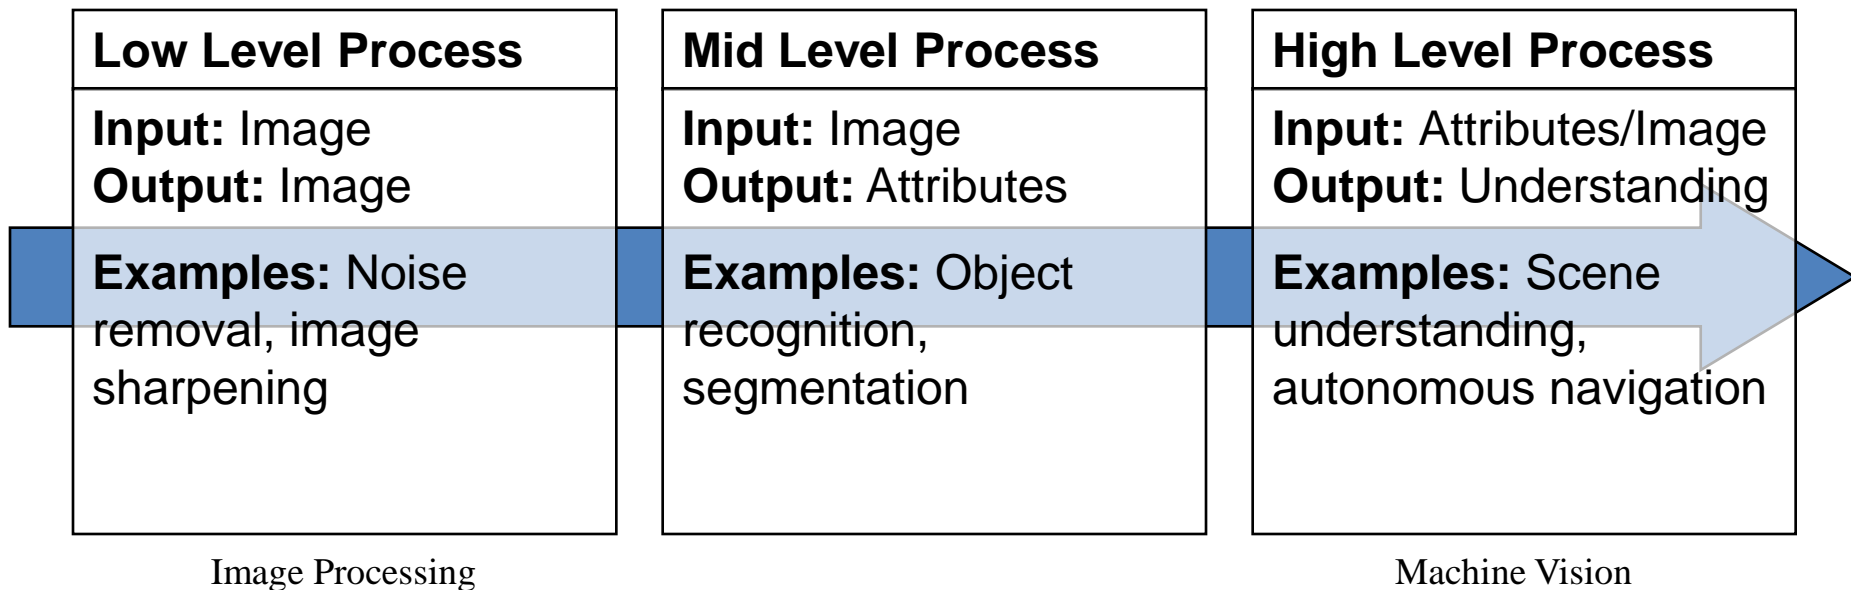 Low Level Process
Input: Image
Output: Image
Examples: Noise
removal, image
sharpening
Mid Level Process
Input: Image
Output: Attributes
Examples: Object
recognition,
segmentation
High Level Process
Input: Attributes/Image
Output: Understanding
Examples: Scene
understanding,
autonomous navigation
Image Processing
Machine Vision